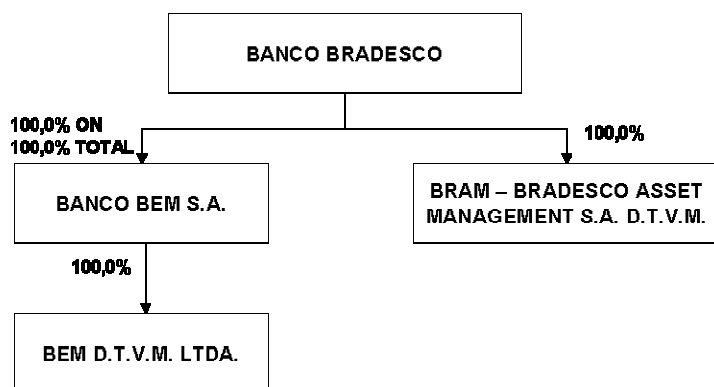 BANCO BRADESCO
100,0% ON
100,0% TOTAL
100,0%
BANCO BEM S.A.
BRAM – BRADESCO ASSET
MANAGEMENT S.A. D.T.V.M.
100,0%
BEM D.T.V.M. LTDA.